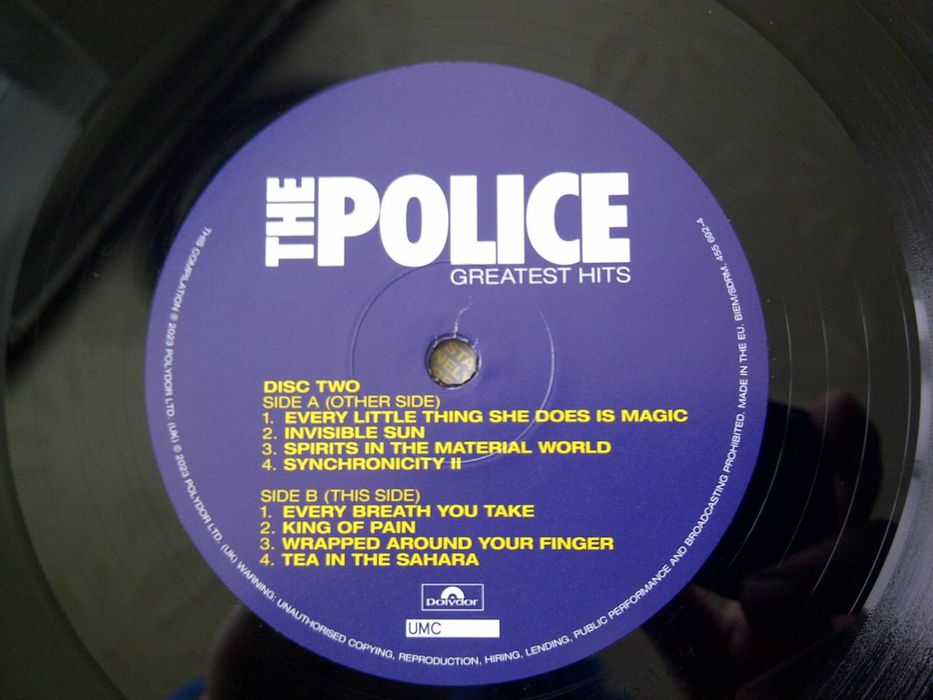 THE POLICE
GREATEST HITS
DISC TWO
SIDE A (OTHER SIDE)
1. EVERY LITTLE THING SHE DOES IS MAGIC
2. INVISIBLE SUN
3. SPIRITS IN THE MATERIAL WORLD
4. SYNCHRONICITY II
SIDE B (THIS SIDE)
1. EVERY BREATH YOU TAKE
2. KING OF PAIN
3. WRAPPED AROUND YOUR FINGER
4. TEA IN THE SAHARA
polydor
UMC
THIS COMPILATION ℗ 2023 POLYDOR LTD. (UK) © 2023 POLYDOR LTD. (UK) WARNING: UNAUTHORISED COPYING, REPRODUCTION, HIRING, LENDING, PUBLIC PERFORMANCE AND BROADCASTING PROHIBITED. MADE IN THE EU. BIEM/SDRM. 455 692-4